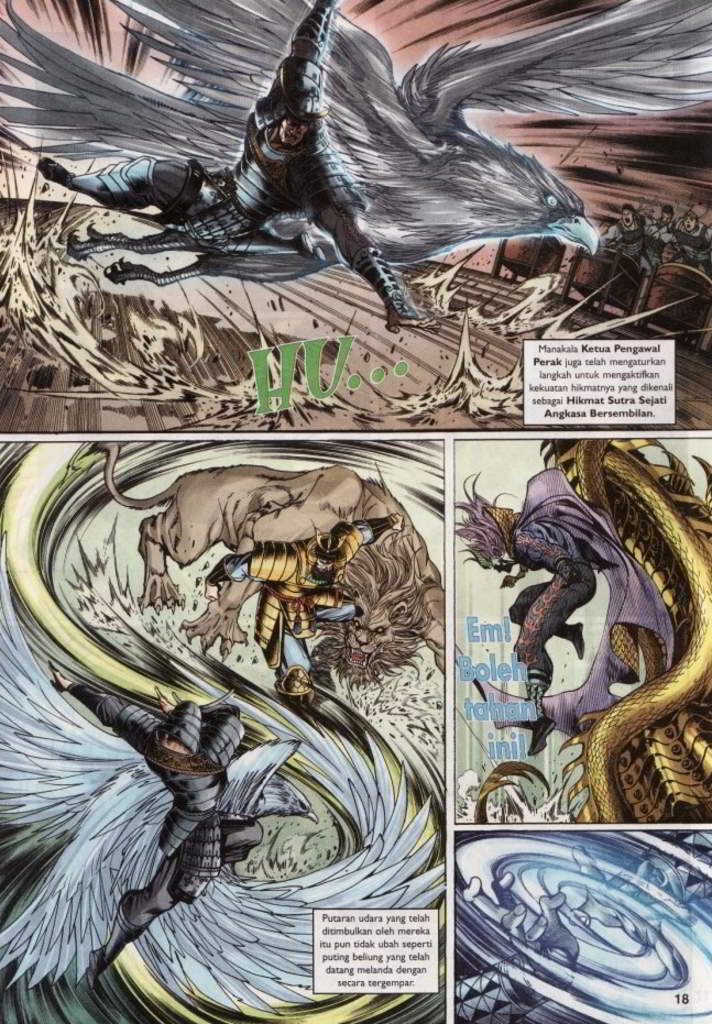 HU...
Manakala Ketua Pengawal
Perak juga telah mengaturkan
langkah untuk mengaktifkan
kekuatan hikmatnya yang dikenali
sebagai Hikmat Sutra Sejati
Angkasa Bersembilan.
Em!
Boleh
tahan
ini!
Putaran udara yang telah
ditimbulkan oleh mereka
itu pun tidak ubah seperti
puting beliung yang telah
datang melanda dengan
secara tergempar.
18